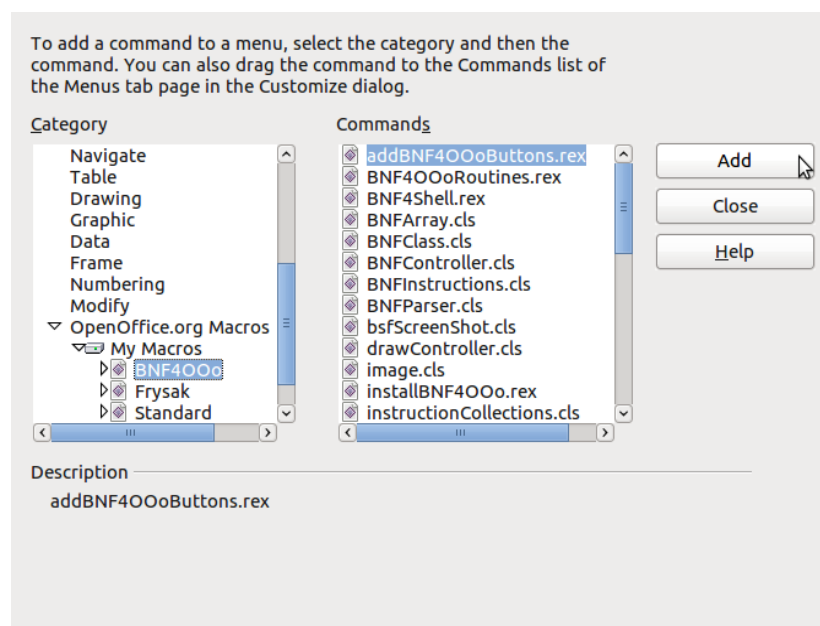 To add a command to a menu, select the category and then the
command. You can also drag the command to the Commands list of
the Menus tab page in the Customize dialog.
Category
Navigate
Table
Drawing
Graphic
Data
Frame
Numbering
Modify
OpenOffice.org Macros
My Macros
BNF4OOo
Frysak
Standard
Commands
addBNF4OOoButtons.rex
BNF4OOoRoutines.rex
BNF4Shell.rex
BNFArray.cls
BNFClass.cls
BNFController.cls
BNFInstructions.cls
BNFParser.cls
bsfScreenShot.cls
drawController.cls
image.cls
installBNF4OOo.rex
instructionCollections.cls
Add
Close
Help
Description
addBNF4OOoButtons.rex